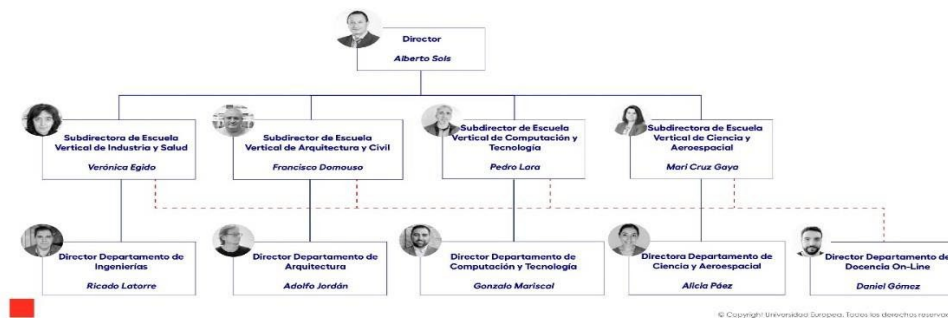 Director
Alberto Sols
Subdirectora de Escuela
Vertical de Industria y Salud
Verónica Egido
Subdirector de Escuela
Vertical de Arquitectura y Civil
Francisco Domouso
Subdirector de Escuela
Vertical de Computación y
Tecnología
Pedro Lara
Subdirectora de Escuela
Vertical de Ciencia y
Aeroespacial
Mari Cruz Gaya
Director Departamento de
Ingenierías
Ricado Latorre
Director Departamento de
Arquitectura
Adolfo Jordán
Director Departamento de
Computación y Tecnología
Gonzalo Mariscal
Directora Departamento de
Ciencia y Aeroespacial
Alicia Páez
Director Departamento de
Docencia On-Line
Daniel Gómez
© Copyright Universidad Europea. Todos los derechos reservad